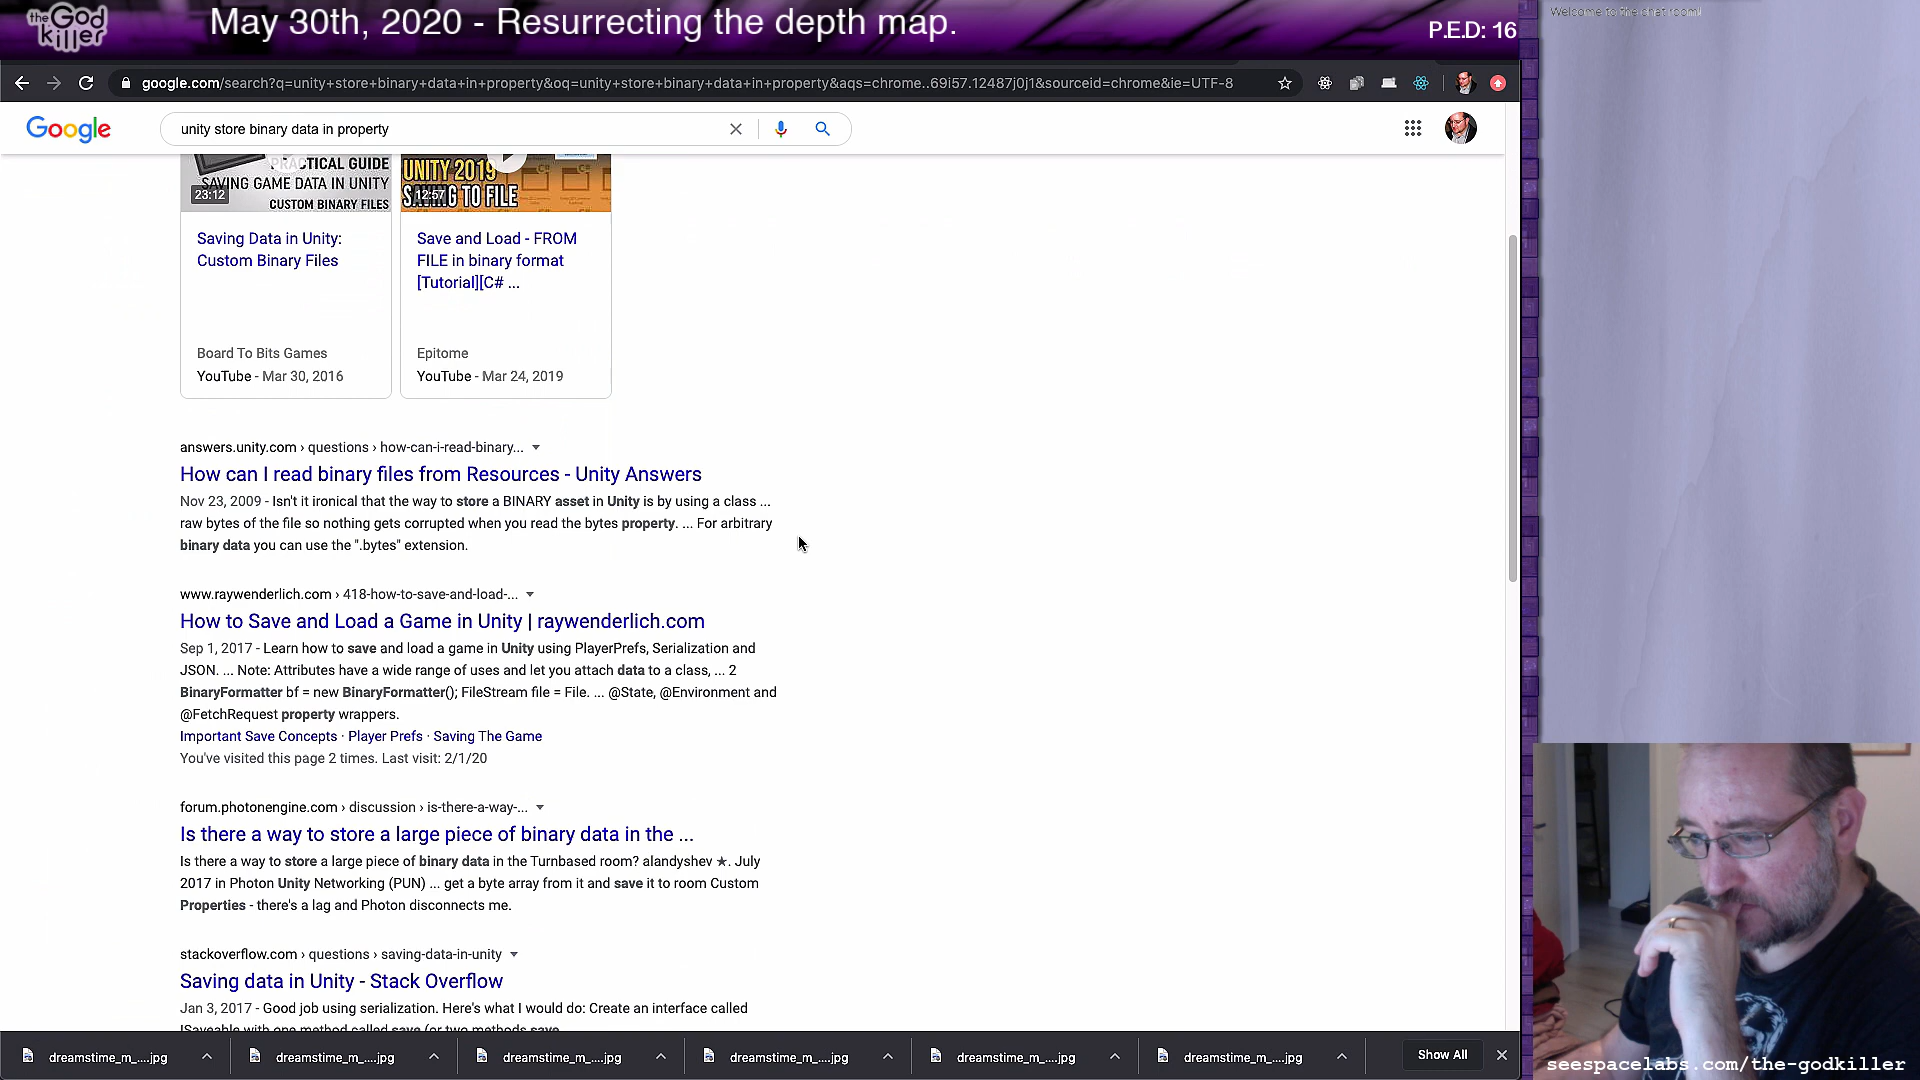 the God killer
May 30th, 2020 - Resurrecting the depth map.
P.E.D: 16
Welcome to the chat room!
google.com/search?q=unity+store+binary+data+in+property&oq=unity+store+binary+data+in+property&aqs=chrome..69i57.12487j0j1&sourceid=chrome&ie=UTF-8
Google
unity store binary data in property
PRACTICAL GUIDE
SAVING GAME DATA IN UNITY
CUSTOM BINARY FILES
23:12
UNITY 2019
SAVING TO FILE
12:57
Saving Data in Unity:
Custom Binary Files
Board To Bits Games
YouTube - Mar 30, 2016
Save and Load - FROM
FILE in binary format
[Tutorial][C# ...
Epitome
YouTube - Mar 24, 2019
answers.unity.com › questions › how-can-i-read-binary...
How can I read binary files from Resources - Unity Answers
Nov 23, 2009 - Isn't it ironical that the way to store a BINARY asset in Unity is by using a class ...
raw bytes of the file so nothing gets corrupted when you read the bytes property. ... For arbitrary
binary data you can use the ".bytes" extension.
www.raywenderlich.com › 418-how-to-save-and-load-...
How to Save and Load a Game in Unity | raywenderlich.com
Sep 1, 2017 - Learn how to save and load a game in Unity using PlayerPrefs, Serialization and
JSON. ... Note: Attributes have a wide range of uses and let you attach data to a class, ... 2
BinaryFormatter bf = new BinaryFormatter(); FileStream file = File. ... @State, @Environment and
@FetchRequest property wrappers.
Important Save Concepts · Player Prefs · Saving The Game
You've visited this page 2 times. Last visit: 2/1/20
forum.photonengine.com › discussion › is-there-a-way-...
Is there a way to store a large piece of binary data in the ...
Is there a way to store a large piece of binary data in the Turnbased room? alandyshev ★. July
2017 in Photon Unity Networking (PUN) ... get a byte array from it and save it to room Custom
Properties - there's a lag and Photon disconnects me.
stackoverflow.com › questions › saving-data-in-unity
Saving data in Unity - Stack Overflow
Jan 3, 2017 - Good job using serialization. Here's what I would do: Create an interface called
ISaveable with one method called save (or two methods save
dreamstime_m_....jpg
dreamstime_m_....jpg
dreamstime_m_....jpg
dreamstime_m_....jpg
dreamstime_m_....jpg
dreamstime_m_....jpg
Show All
seespacelabs.com/the-godkiller